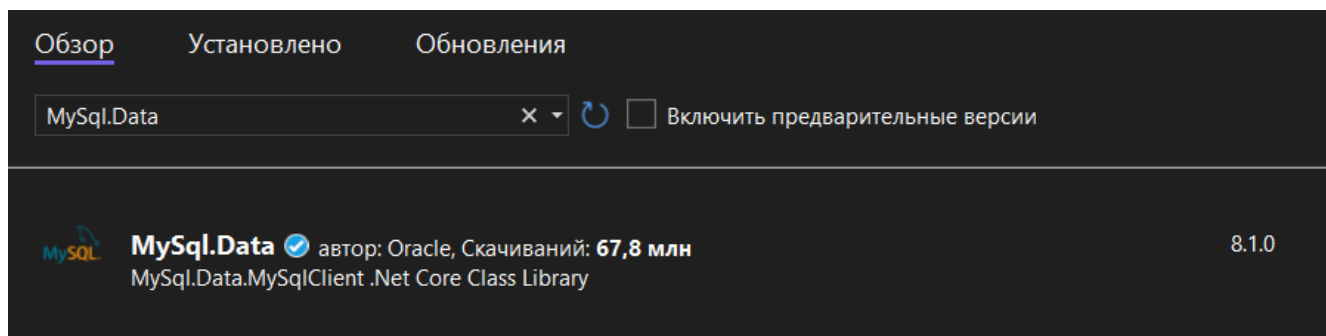 Обзор Установлено Обновления
MySql.Data Включить предварительные версии
MySQL MySql.Data автор: Oracle, Скачиваний: 67,8 млн 8.1.0
MySql.Data.MySqlClient .Net Core Class Library